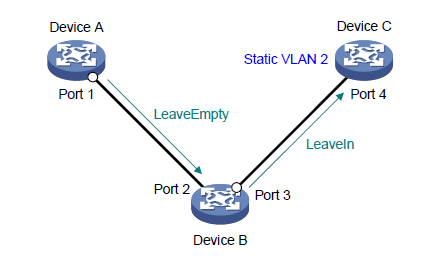 Device A
Device C
Static VLAN 2
Port 1
Port 4
LeaveEmpty
LeaveIn
Port 2
Port 3
Device B